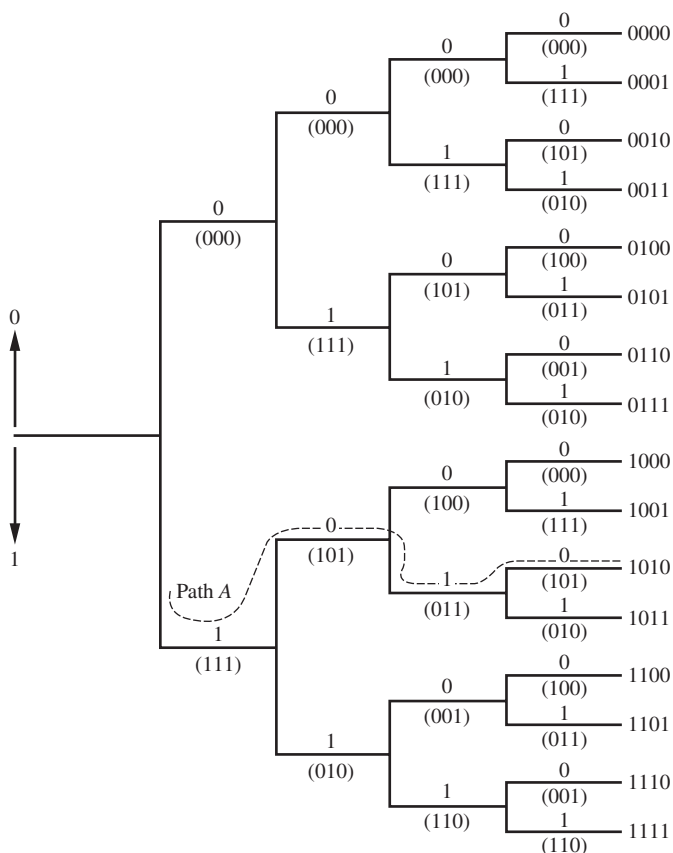 0 (000) 0000
0 (000)
1 (111) 0001
0 (000)
0 (101) 0010
1 (111)
1 (010) 0011
0 (000)
0 (100) 0100
0 (101)
1 (011) 0101
0
1 (111)
0 (001) 0110
1 (010)
1 (010) 0111
0 (000) 1000
0 (100)
1 (111) 1001
0 (101)
1
0 (101) 1010
Path A
1 (011)
1 (010) 1011
1 (111)
0 (100) 1100
0 (001)
1 (011) 1101
1 (010)
0 (001) 1110
1 (110)
1 (110) 1111